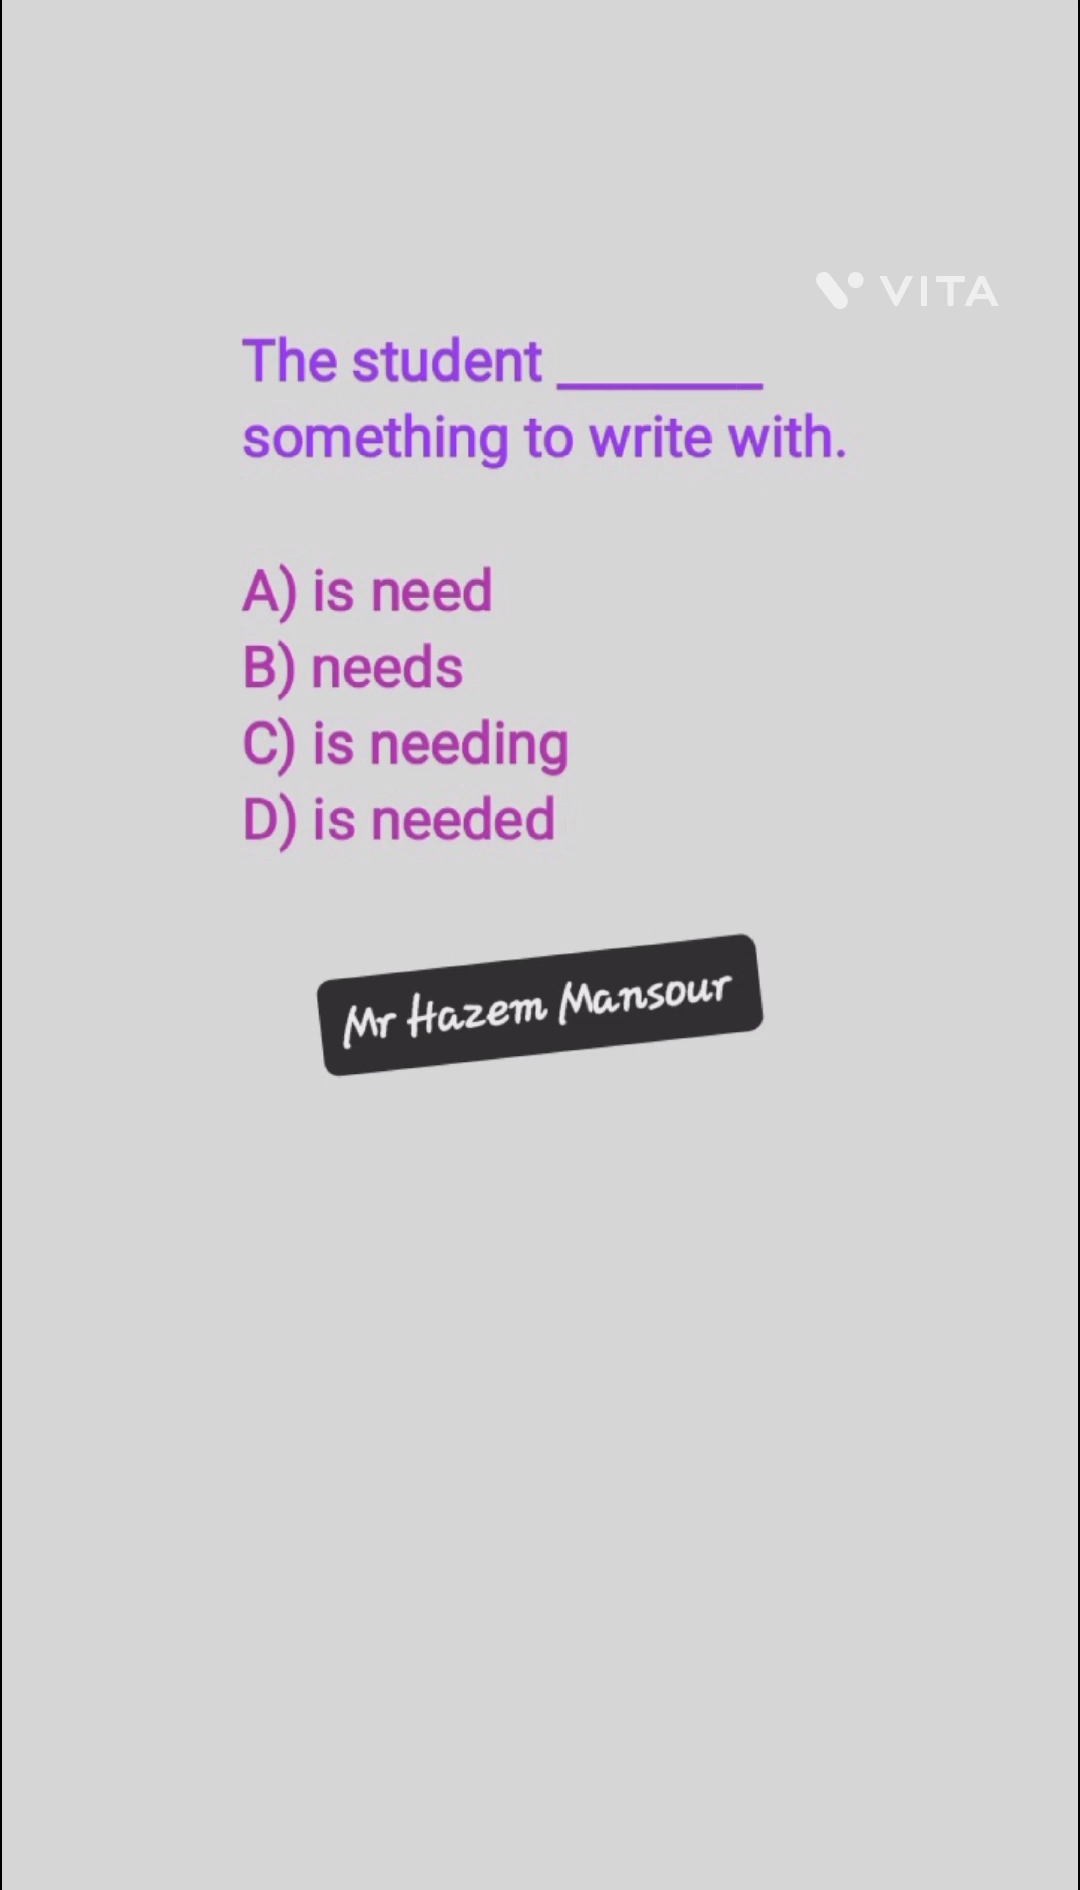 VITA
The student ________
something to write with.
A) is need
B) needs
C) is needing
D) is needed
Mr Hazem Mansour